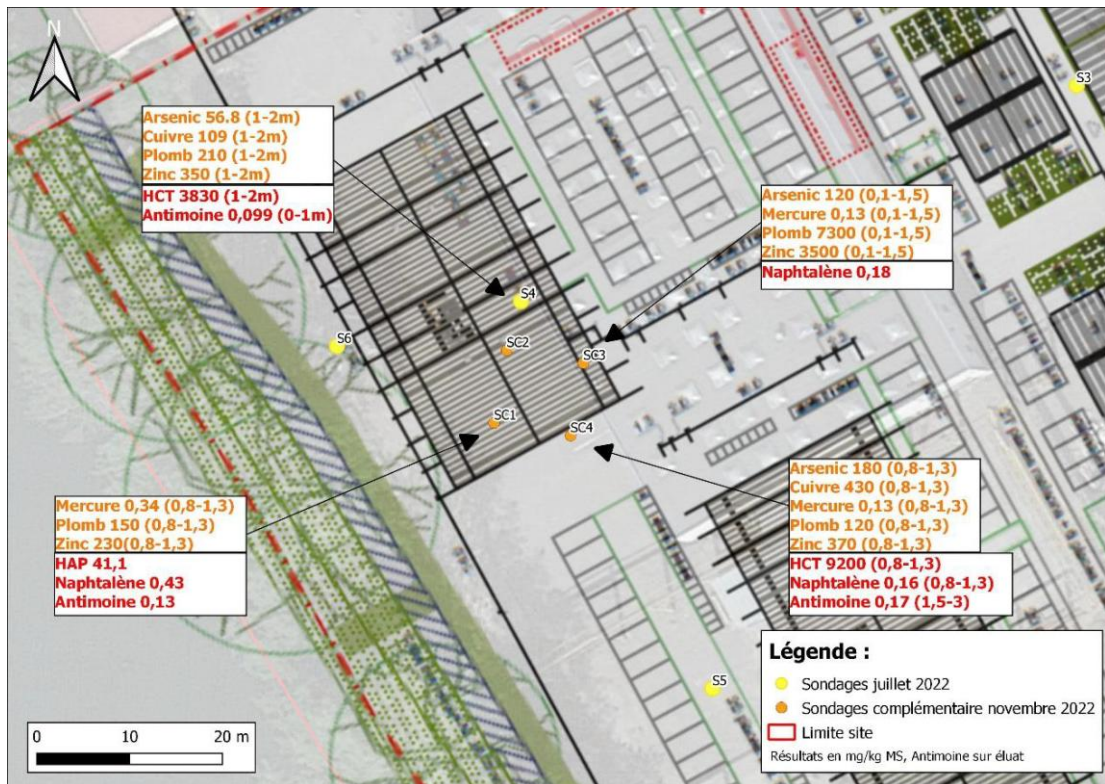 N
S3
Arsenic 56.8 (1-2m)
Cuivre 109 (1-2m)
Plomb 210 (1-2m)
Zinc 350 (1-2m)
HCT 3830 (1-2m)
Antimoine 0,099 (0-1m)
Arsenic 120 (0,1-1,5)
Mercure 0,13 (0,1-1,5)
Plomb 7300 (0,1-1,5)
Zinc 3500 (0,1-1,5)
Naphtalène 0,18
S4
S6
SC2
SC3
SC1
SC4
Mercure 0,34 (0,8-1,3)
Plomb 150 (0,8-1,3)
Zinc 230(0,8-1,3)
HAP 41,1
Naphtalène 0,43
Antimoine 0,13
Arsenic 180 (0,8-1,3)
Cuivre 430 (0,8-1,3)
Mercure 0,13 (0,8-1,3)
Plomb 120 (0,8-1,3)
Zinc 370 (0,8-1,3)
HCT 9200 (0,8-1,3)
Naphtalène 0,16 (0,8-1,3)
Antimoine 0,17 (1,5-3)
S5
Légende :
Sondages juillet 2022
Sondages complémentaire novembre 2022
Limite site
Résultats en mg/kg MS, Antimoine sur éluat
0 10 20 m